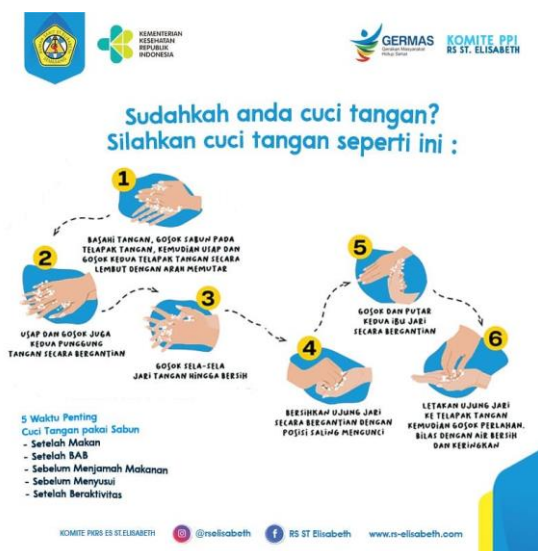 KEMENTERIAN
KESEHATAN
REPUBLIK
INDONESIA
GERMAS
Gerakan Masyarakat
Hidup Sehat
KOMITE PPI
RS ST. ELISABETH
Sudahkah anda cuci tangan?
Silahkan cuci tangan seperti ini :
1
BASAHI TANGAN, GOSOK SABUN PADA
TELAPAK TANGAN, KEMUDIAN USAP DAN
GOSOK KEDUA TELAPAK TANGAN SECARA
LEMBUT DENGAN ARAH MEMUTAR
2
USAP DAN GOSOK JUGA
KEDUA PUNGGUNG
TANGAN SECARA BERGANTIAN
3
GOSOK SELA-SELA
JARI TANGAN HINGGA BERSIH
4
BERSIHKAN UJUNG JARI
SECARA BERGANTIAN DENGAN
POSISI SALING MENGUNCI
5
GOSOK DAN PUTAR
KEDUA IBU JARI
SECARA BERGANTIAN
6
LETAKAN UJUNG JARI
KE TELAPAK TANGAN
KEMUDIAN GOSOK PERLAHAN.
BILAS DENGAN AIR BERSIH
DAN KERINGKAN
5 Waktu Penting
Cuci Tangan pakai Sabun
- Setelah Makan
- Setelah BAB
- Sebelum Menjamah Makanan
- Sebelum Menyusui
- Setelah Beraktivitas
KOMITE PKRS ES ST.ELISABETH
@rselisabeth
RS ST Elisabeth
www.rs-elisabeth.com